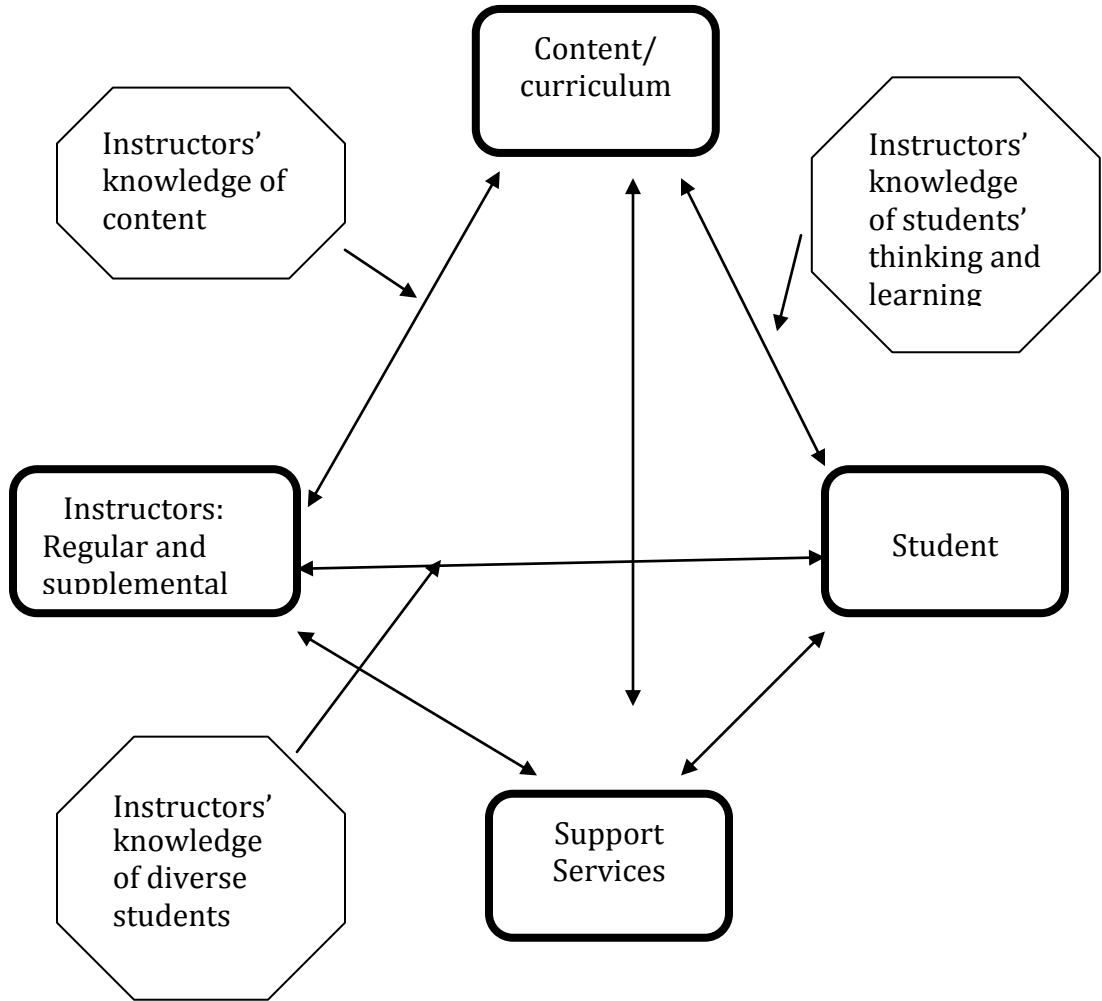 Content/
curriculum
Instructors’
knowledge of
content
Instructors’
knowledge
of students’
thinking and
learning
Instructors:
Regular and
supplemental
Student
Support
Services
Instructors’
knowledge
of diverse
students